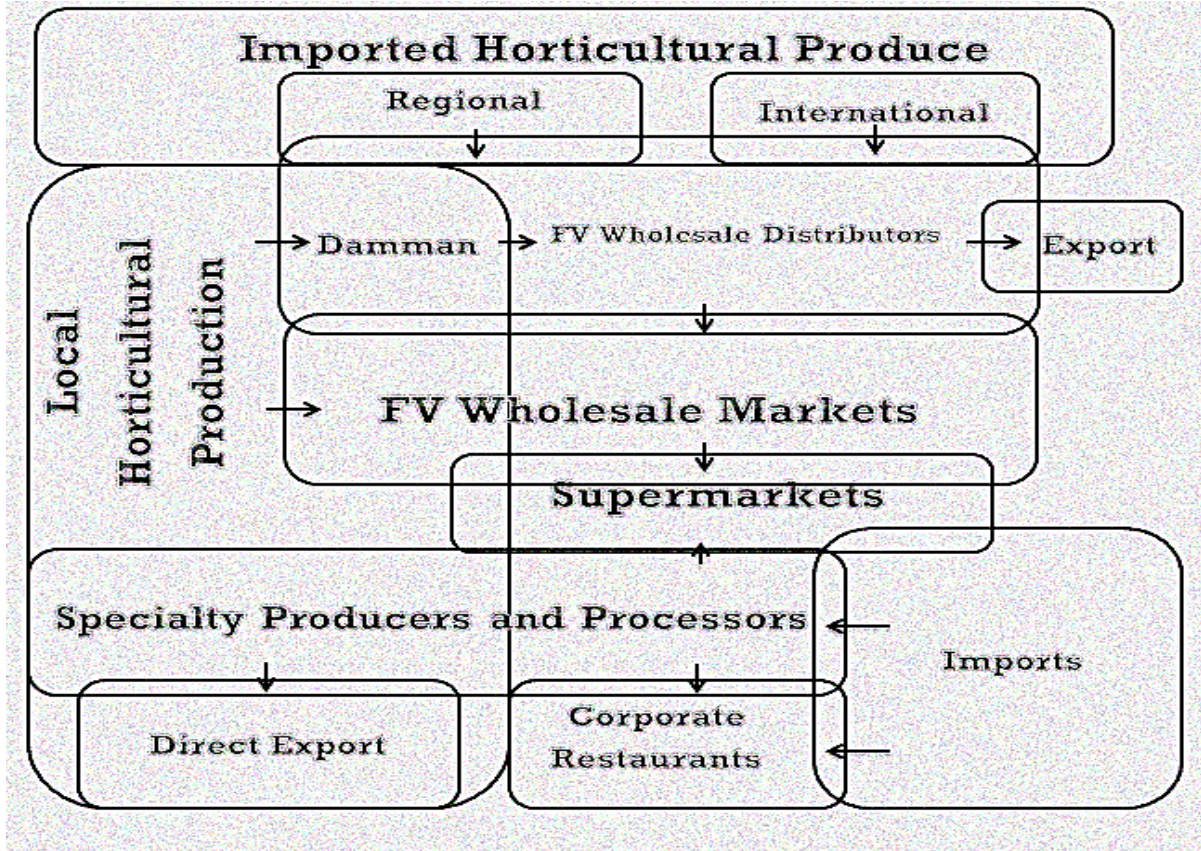 Imported Horticultural Produce
Regional
International
Local
Horticultural
Production
Damman
FV Wholesale Distributors
Export
FV Wholesale Markets
Supermarkets
Specialty Producers and Processors
Imports
Direct Export
Corporate
Restaurants